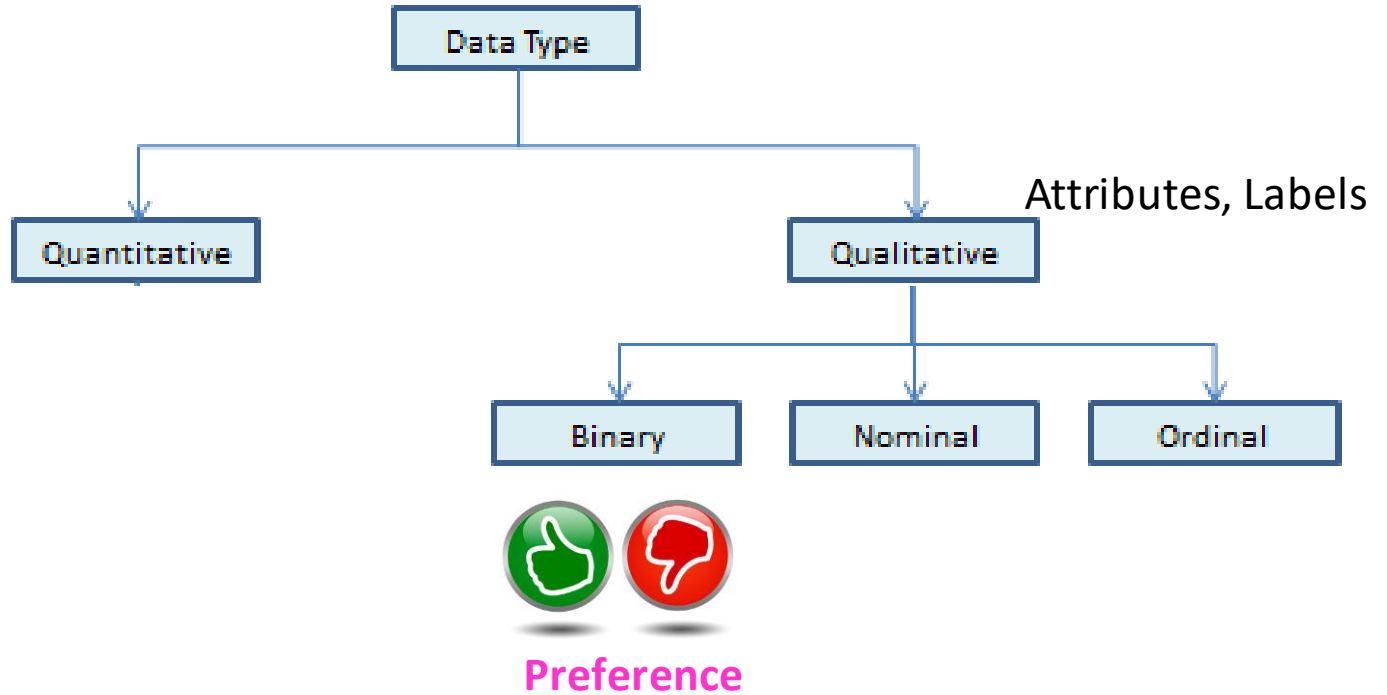 Data Type
Attributes, Labels
Quantitative
Qualitative
Binary
Nominal
Ordinal
Preference